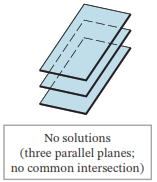 No solutions
(three parallel planes;
no common intersection)